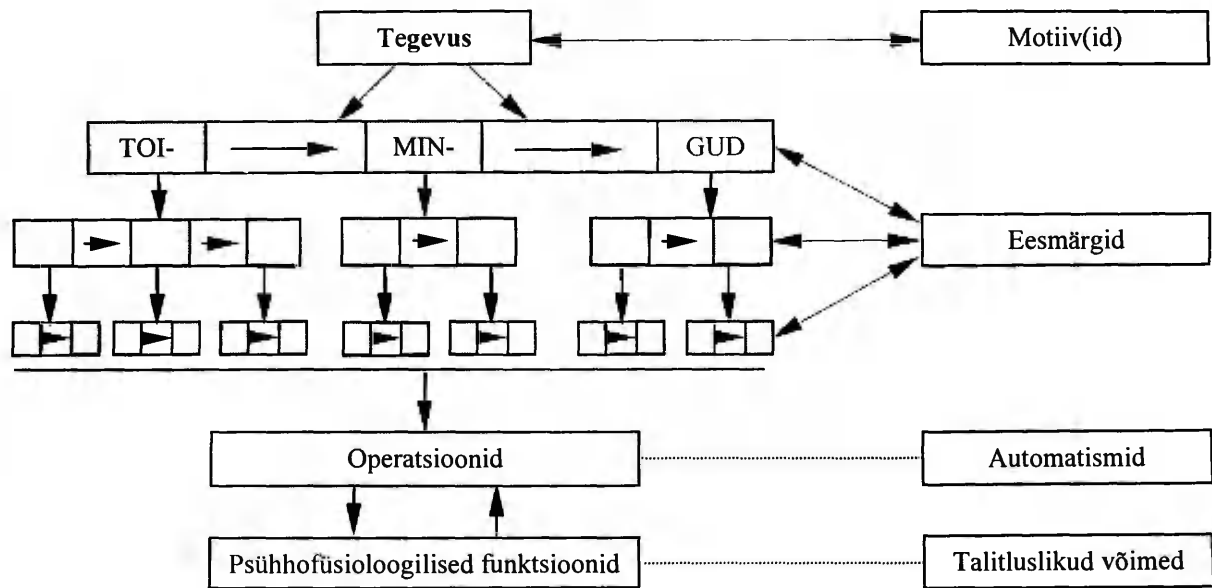 Tegevus
Motiiv(id)
TOI-
MIN-
GUD
Eesmärgid
Operatsioonid
Automatismid
Psühhofüsioloogilised funktsioonid
Talitluslikud võimed